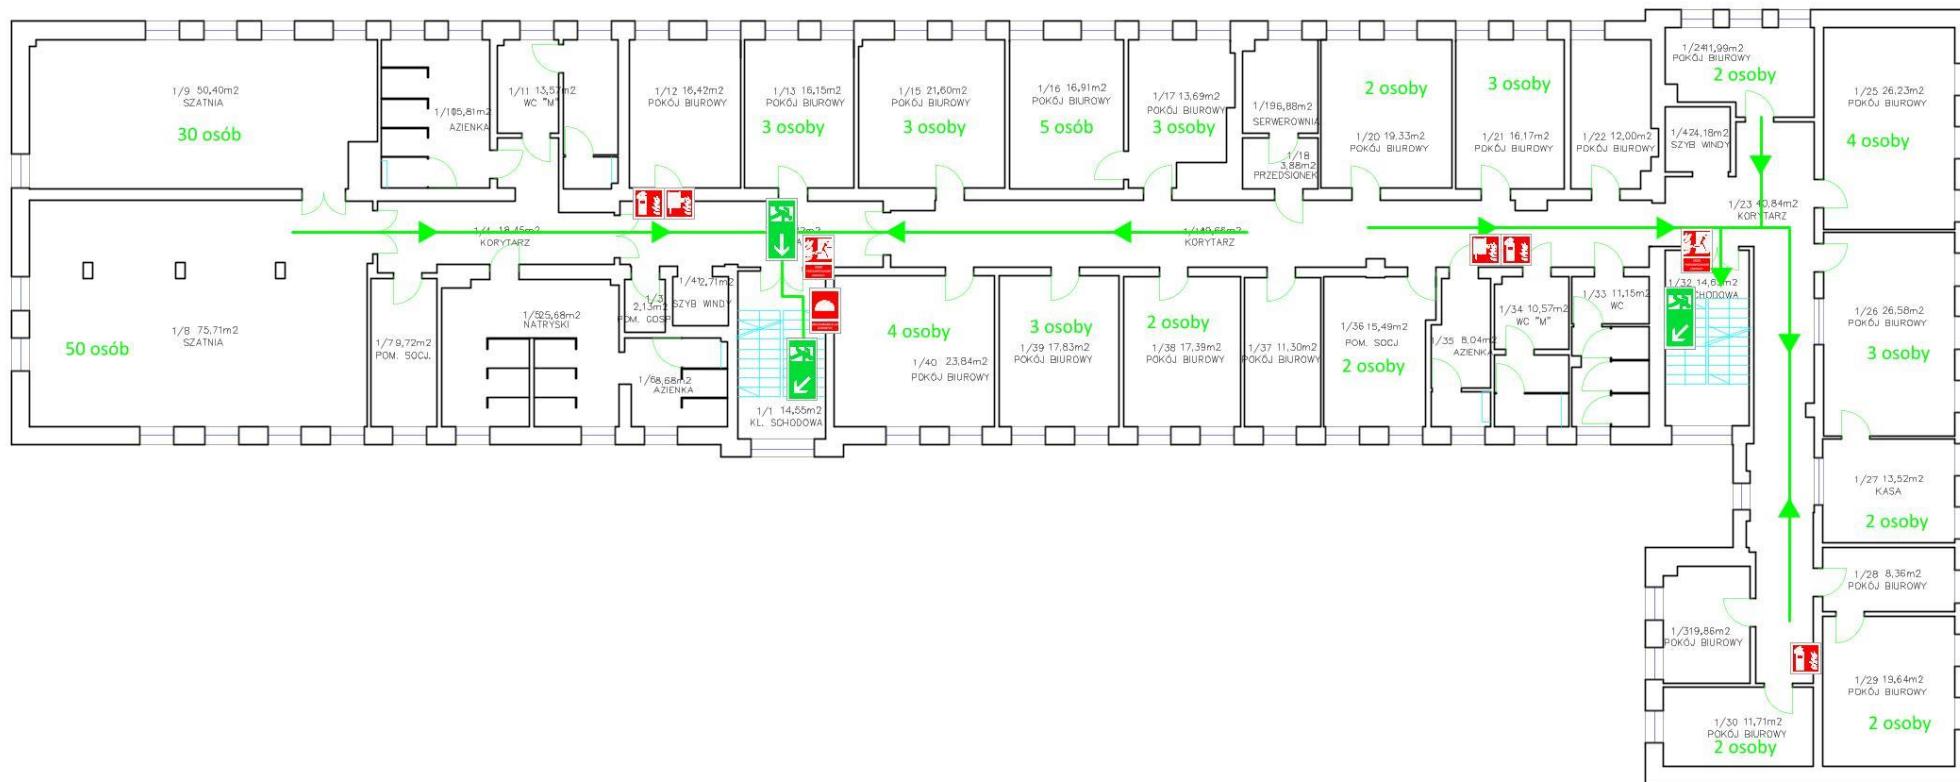 1/9 50,40m2
SZATNIA
30 osób
1/105,81m2
AZIENKA
1/11 13,57m2
WC "M"
1/12 16,42m2
POKÓJ BIUROWY
1/13 16,15m2
POKÓJ BIUROWY
3 osoby
1/15 21,60m2
POKÓJ BIUROWY
3 osoby
1/16 16,91m2
POKÓJ BIUROWY
5 osób
1/17 13,69m2
POKÓJ BIUROWY
3 osoby
1/196,88m2
SERWEROWNIA
1/18
3,88m2
PRZEDSIONEK
2 osoby
1/20 19,33m2
POKÓJ BIUROWY
3 osoby
1/21 16,17m2
POKÓJ BIUROWY
1/22 12,00m2
POKÓJ BIUROWY
1/2411,99m2
POKÓJ BIUROWY
2 osoby
1/424,18m2
SZYB WINDY
1/25 26,23m2
POKÓJ BIUROWY
4 osoby
1/23 40,84m2
KORYTARZ
KORYTARZ
KORYTARZ
1/8 75,71m2
SZATNIA
50 osób
1/79,72m2
POM. SOCJ.
1/525,68m2
NATRYSKI
1/3
2,13m2
POM. GOSP
1/412,71m2
SZYB WINDY
1/68,68m2
AZIENKA
1/1 14,55m2
KL. SCHODOWA
4 osoby
1/40 23,84m2
POKÓJ BIUROWY
3 osoby
1/39 17,83m2
POKÓJ BIUROWY
2 osoby
1/38 17,39m2
POKÓJ BIUROWY
1/37 11,30m2
POKÓJ BIUROWY
1/36 15,49m2
POM. SOCJ
2 osoby
1/35 8,04m2
AZIENKA
1/34 10,57m2
WC "M"
1/33 11,15m2
WC
1/26 26,58m2
POKÓJ BIUROWY
3 osoby
1/27 13,52m2
KASA
2 osoby
1/28 8,36m2
POKÓJ BIUROWY
1/319,86m2
POKÓJ BIUROWY
1/29 19,64m2
POKÓJ BIUROWY
2 osoby
1/30 11,71m2
POKÓJ BIUROWY
2 osoby